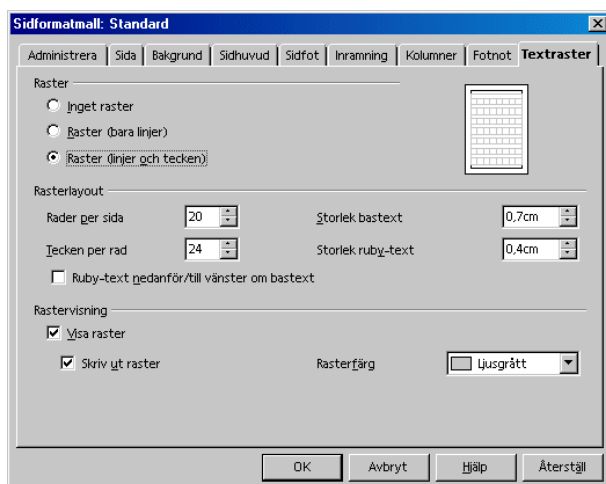 Sidformatmall: Standard
Administrera Sida Bakgrund Sidhuvud Sidfot Inramning Kolumner Fotnot Textraster
Raster
Inget raster
Raster (bara linjer)
Raster (linjer och tecken)
Rasterlayout
Rader per sida 20 Storlek bastext 0,7cm
Tecken per rad 24 Storlek ruby-text 0,4cm
Ruby-text nedanför/till vänster om bastext
Rastervisning
Visa raster
Skriv ut raster Rasterfärg Ljusgrått
OK Avbryt Hjälp Återställ